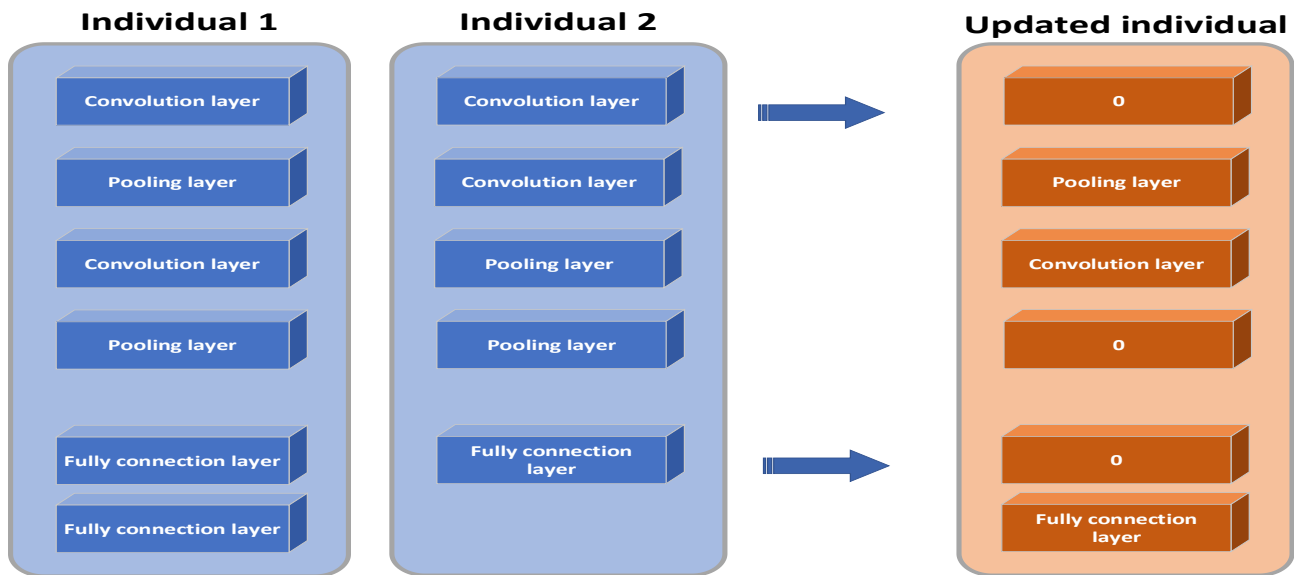 Individual 1
Convolution layer
Pooling layer
Convolution layer
Pooling layer
Fully connection layer
Fully connection layer
Individual 2
Convolution layer
Convolution layer
Pooling layer
Pooling layer
Fully connection
layer
Updated individual
0
Pooling layer
Convolution layer
0
0
Fully connection
layer